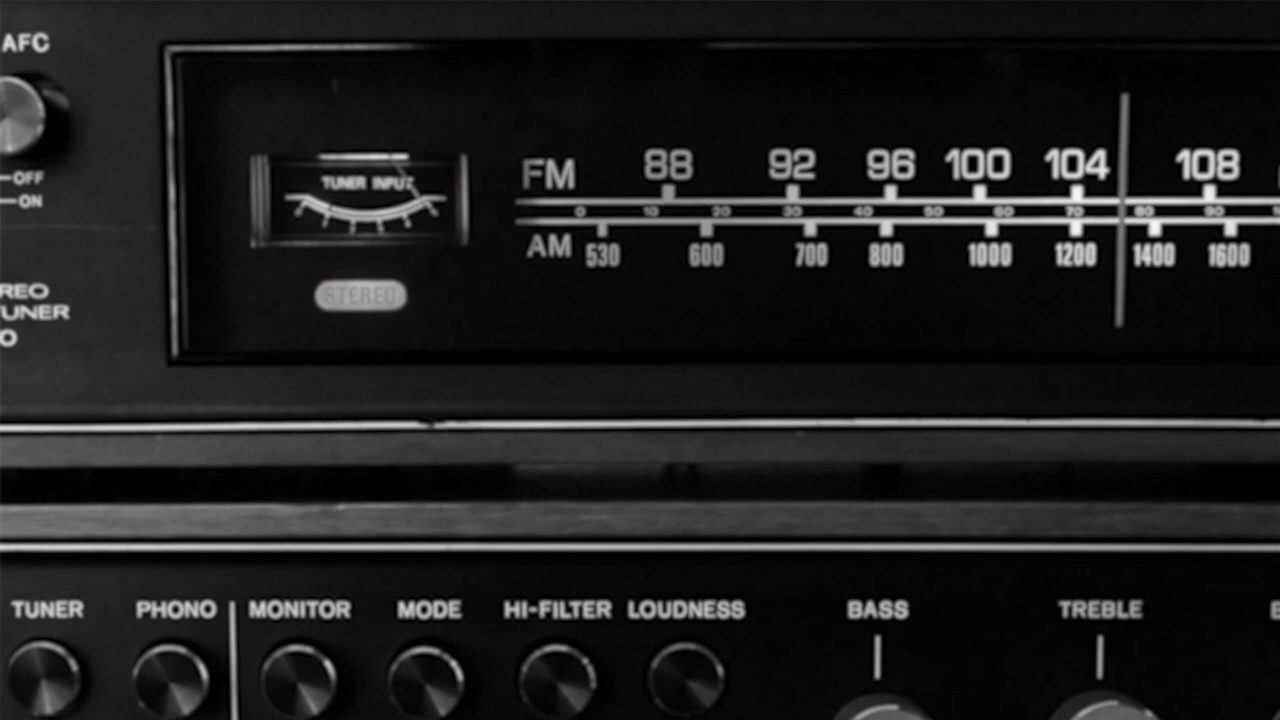 AFC
OFF
ON
REO
TUNER
O
TUNER INPUT
STEREO
FM 88 92 96 100 104 108
0 10 20 30 40 50 60 70 80 90
AM 530 600 700 800 1000 1200 1400 1600
TUNER PHONO MONITOR MODE HI-FILTER LOUDNESS BASS TREBLE